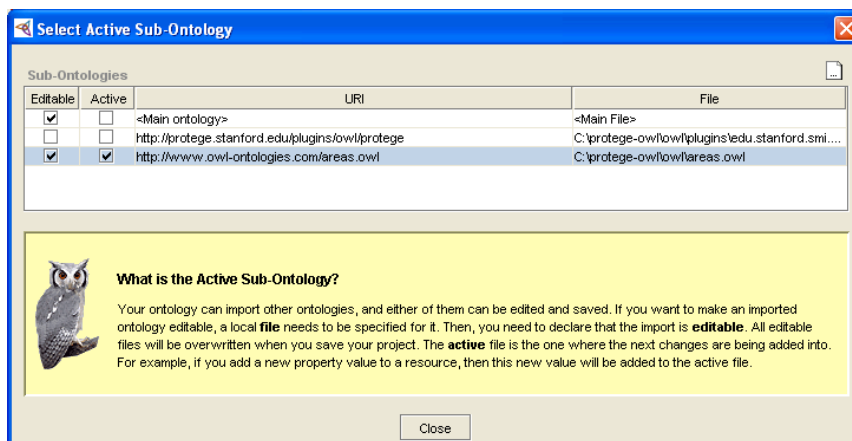 Select Active Sub-Ontology
Sub-Ontologies
Editable Active URI File
<Main ontology> <Main File>
http://protege.stanford.edu/plugins/owl/protege C:\protege-owl\owl\plugins\edu.stanford.smi....
http://www.owl-ontologies.com/areas.owl C:\protege-owl\owl\areas.owl
What is the Active Sub-Ontology?
Your ontology can import other ontologies, and either of them can be edited and saved. If you want to make an imported
ontology editable, a local file needs to be specified for it. Then, you need to declare that the import is editable. All editable
files will be overwritten when you save your project. The active file is the one where the next changes are being added into.
For example, if you add a new property value to a resource, then this new value will be added to the active file.
Close